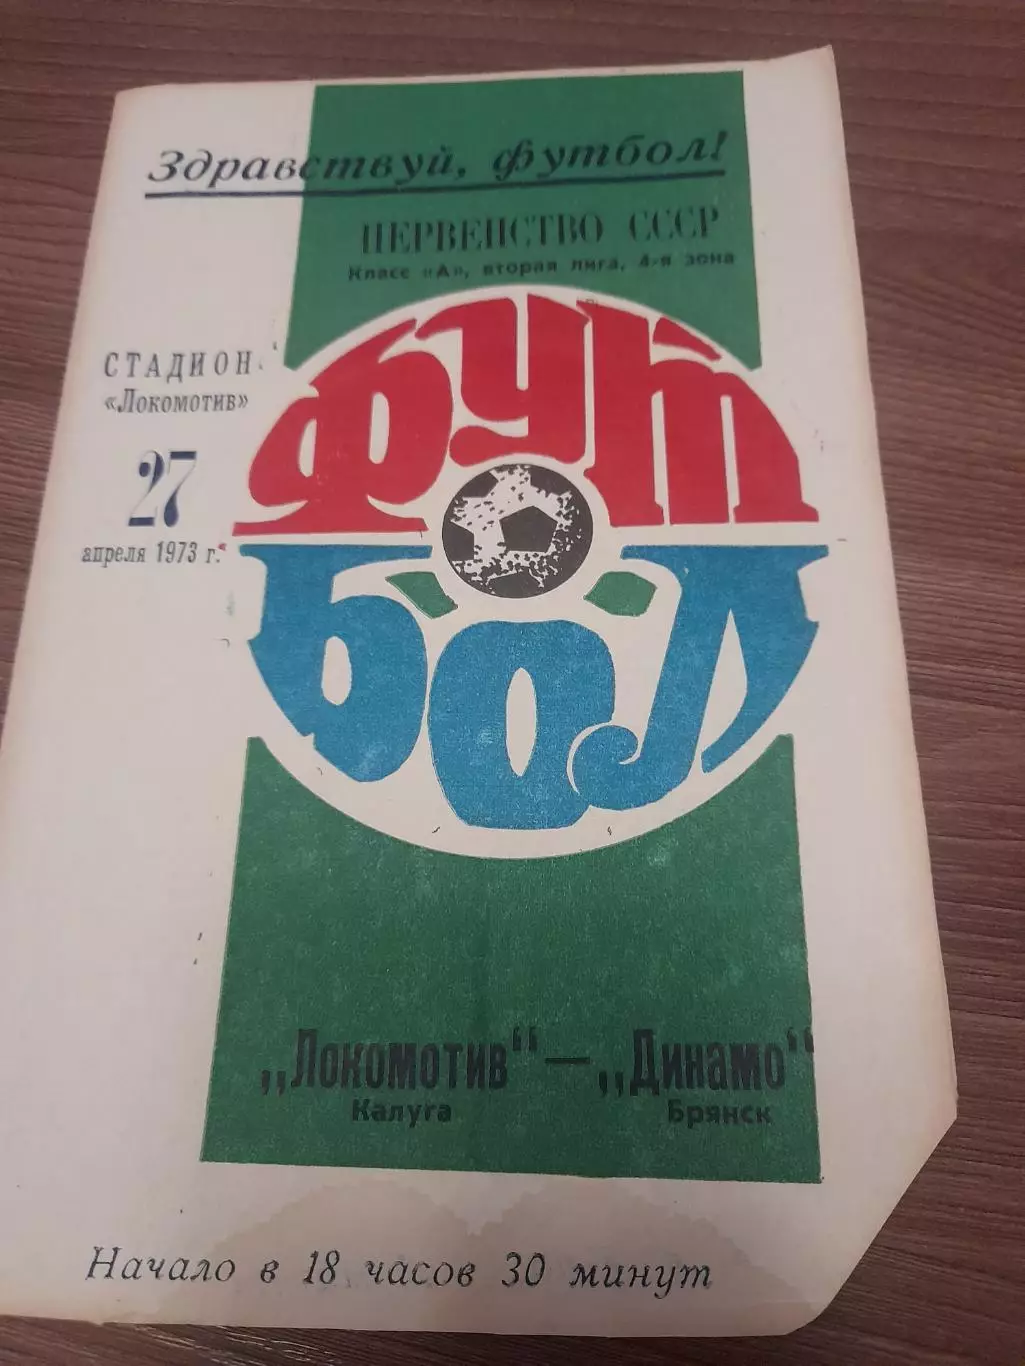 Здравствуй, футбол!
ПЕРВЕНСТВО СССР
Класс «А», вторая лига, 4-я зона
СТАДИОН
«Локомотив»
27
апреля 1973 г.
ФУТ
БОЛ
„Локомотив“ — „Динамо“
Калуга Брянск
Начало в 18 часов 30 минут